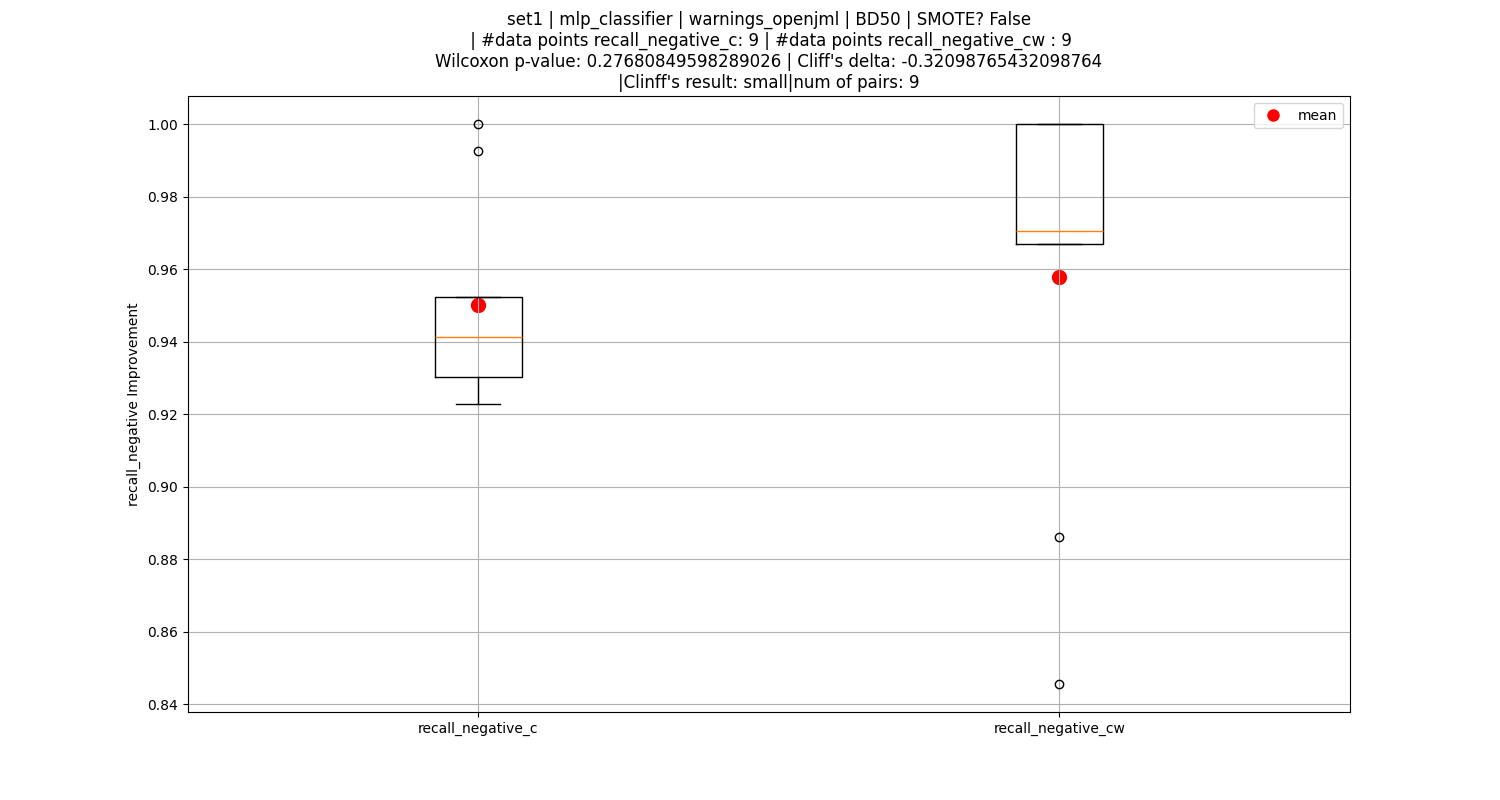 set1 | mlp_classifier | warnings_openjml | BD50 | SMOTE? False
| #data points recall_negative_c: 9 | #data points recall_negative_cw : 9
Wilcoxon p-value: 0.27680849598289026 | Cliff's delta: -0.32098765432098764
|Clinff's result: small|num of pairs: 9
mean
1.00
0.98
0.96
0.94
0.92
0.90
0.88
0.86
0.84
recall_negative Improvement
recall_negative_c
recall_negative_cw